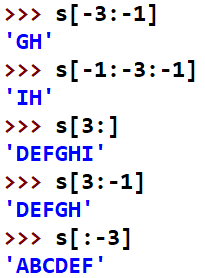 >>> s[-3:-1]
'GH'
>>> s[-1:-3:-1]
'IH'
>>> s[3:]
'DEFGHI'
>>> s[3:-1]
'DEFGH'
>>> s[:-3]
'ABCDEF'